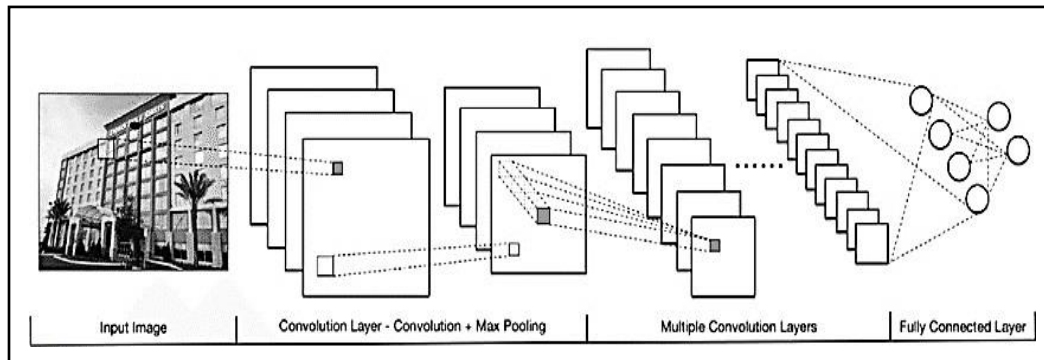 Input Image
Convolution Layer - Convolution + Max Pooling
Multiple Convolution Layers
Fully Connected Layer